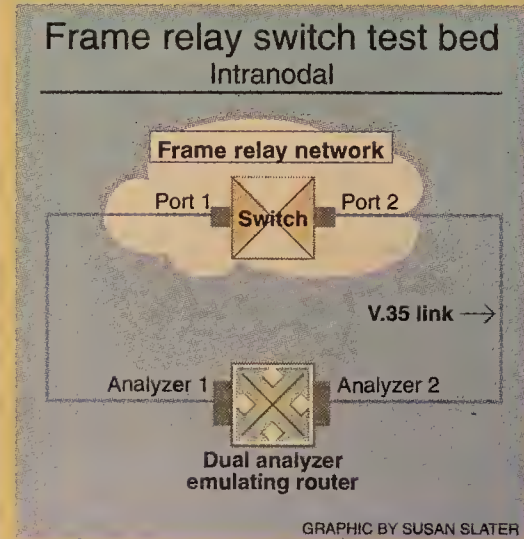 Frame relay switch test bed
Intranodal
Frame relay network
Port 1
Port 2
Switch
V.35 link
Analyzer 1
Analyzer 2
Dual analyzer
emulating router
GRAPHIC BY SUSAN SLATER